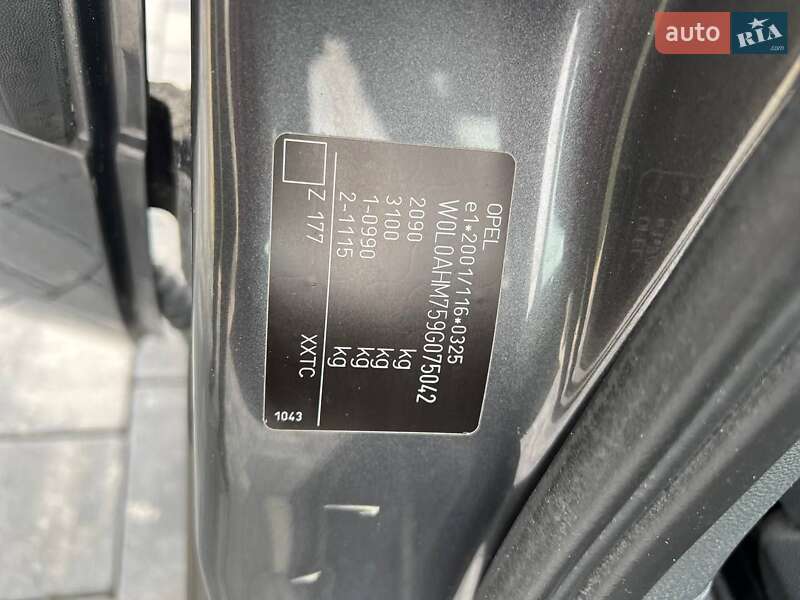 auto RIA.com
OPEL
e1*2001/116*0325
W0L0AHM759G075042
2090 kg
3100 kg
1-0990 kg
2-1115 kg
Z 177 XXTC
1043